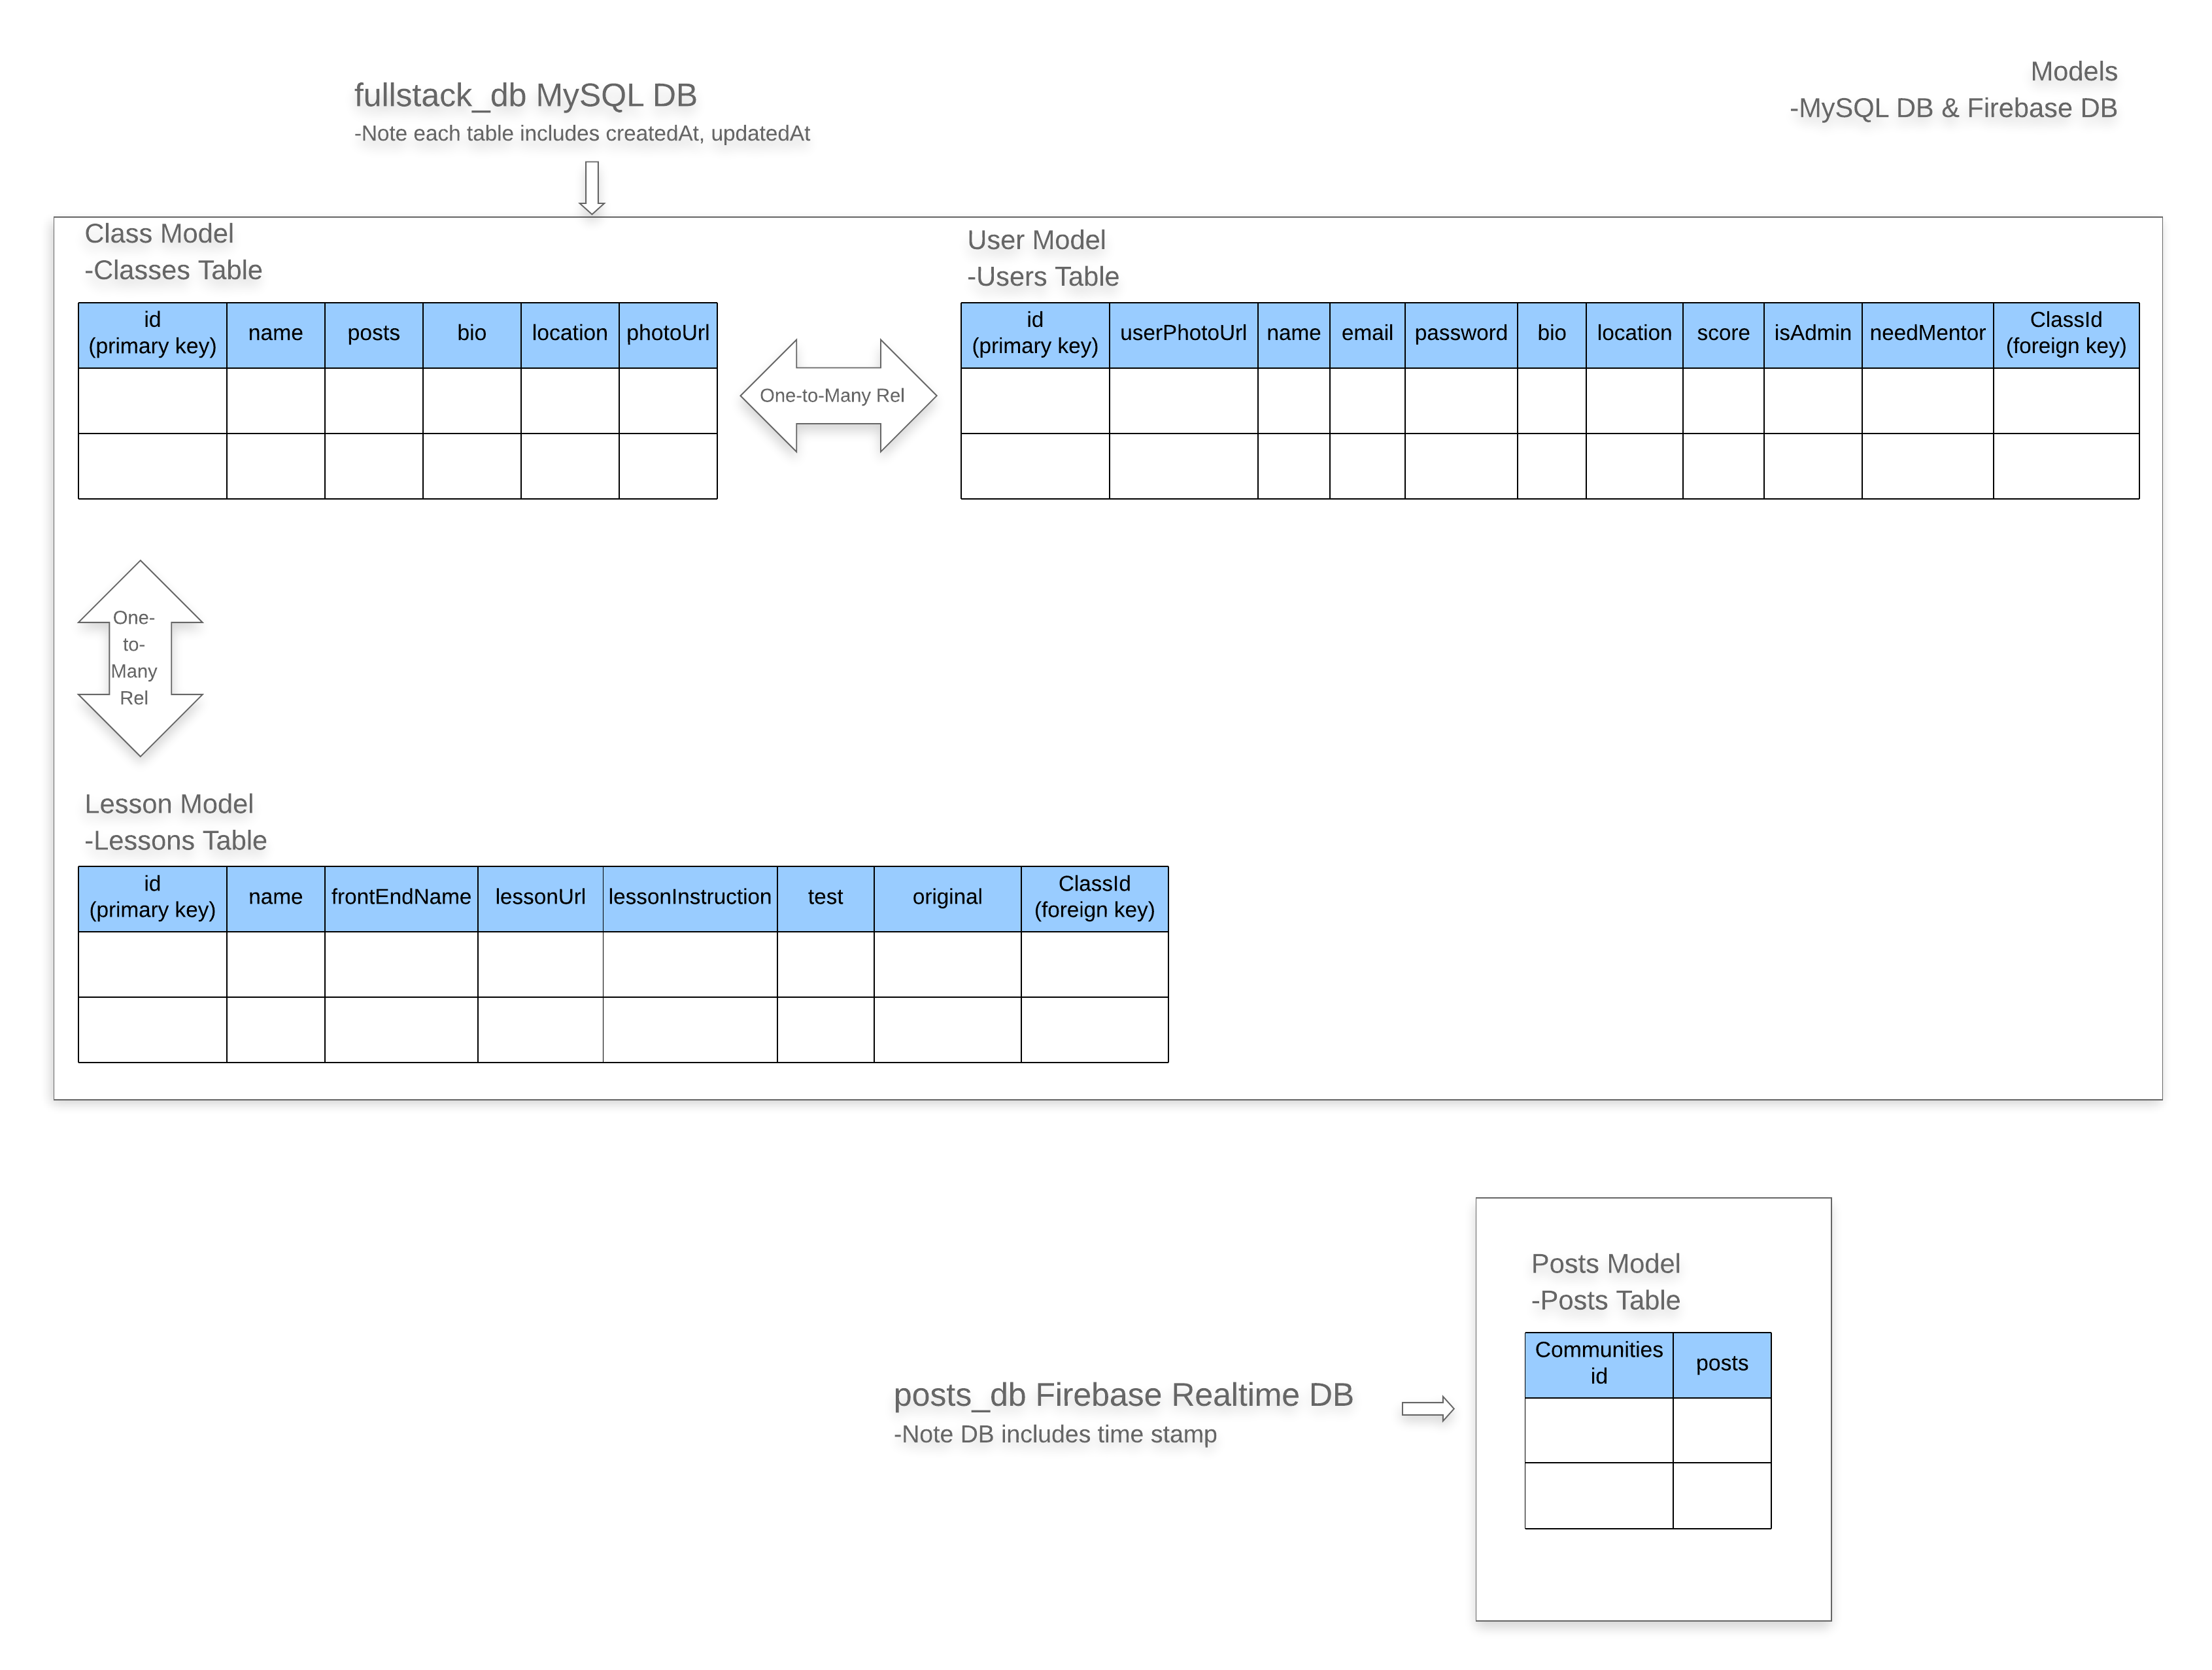 Models
-MySQL DB & Firebase DB
fullstack_db MySQL DB
-Note each table includes createdAt, updatedAt
Class Model
-Classes Table
id
(primary key)
name
posts
bio
location
photoUrl
One-to-Many Rel
User Model
-Users Table
id
(primary key)
userPhotoUrl
name
email
password
bio
location
score
isAdmin
needMentor
ClassId
(foreign key)
One-
to-
Many
Rel
Lesson Model
-Lessons Table
id
(primary key)
name
frontEndName
lessonUrl
lessonInstruction
test
original
ClassId
(foreign key)
posts_db Firebase Realtime DB
-Note DB includes time stamp
Posts Model
-Posts Table
Communities
id
posts